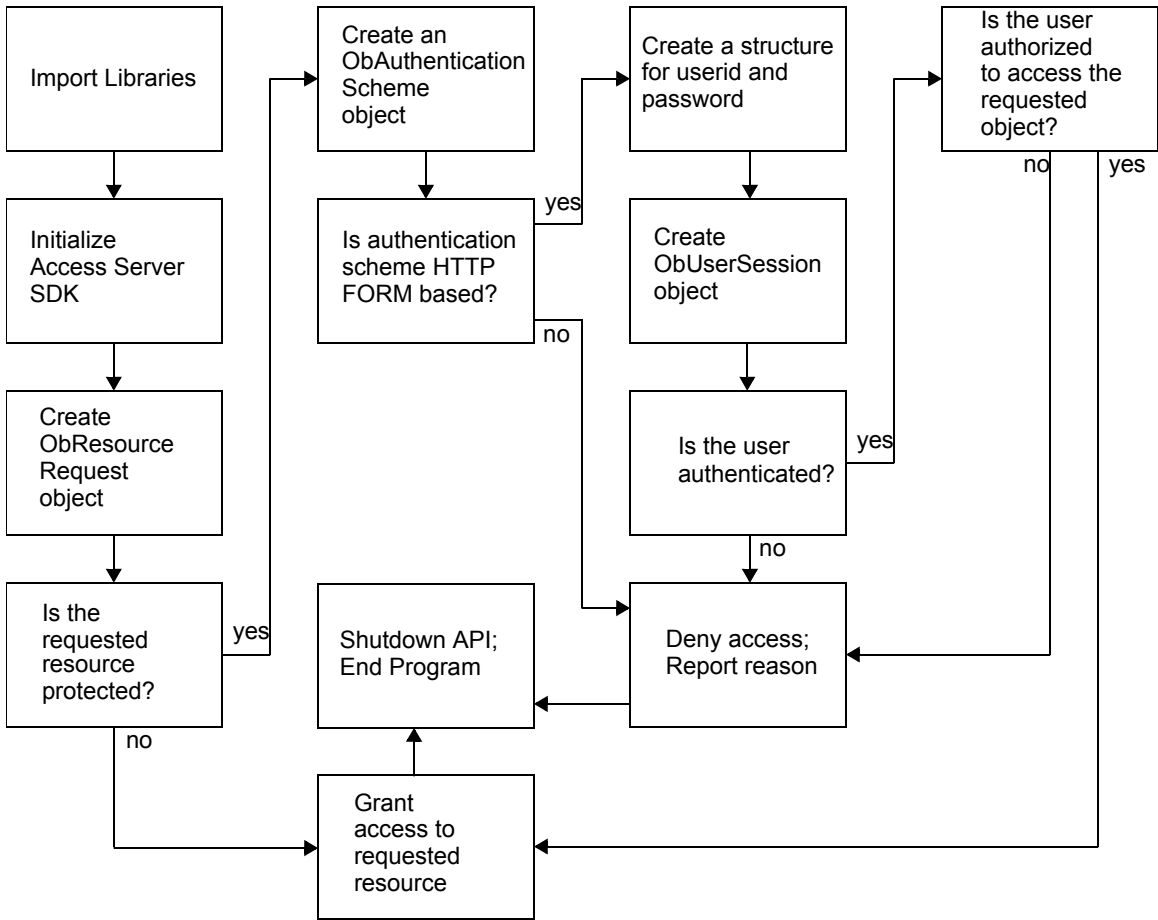 Import Libraries
Initialize
Access Server
SDK
Create
ObResource
Request
object
Is the
requested
resource
protected?
yes
no
Create an
ObAuthentication
Scheme
object
Is authentication
scheme HTTP
FORM based?
yes
no
Shutdown API;
End Program
Grant
access to
requested
resource
Create a structure
for userid and
password
Create
ObUserSession
object
Is the user
authenticated?
yes
no
Deny access;
Report reason
Is the user
authorized
to access the
requested
object?
no
yes